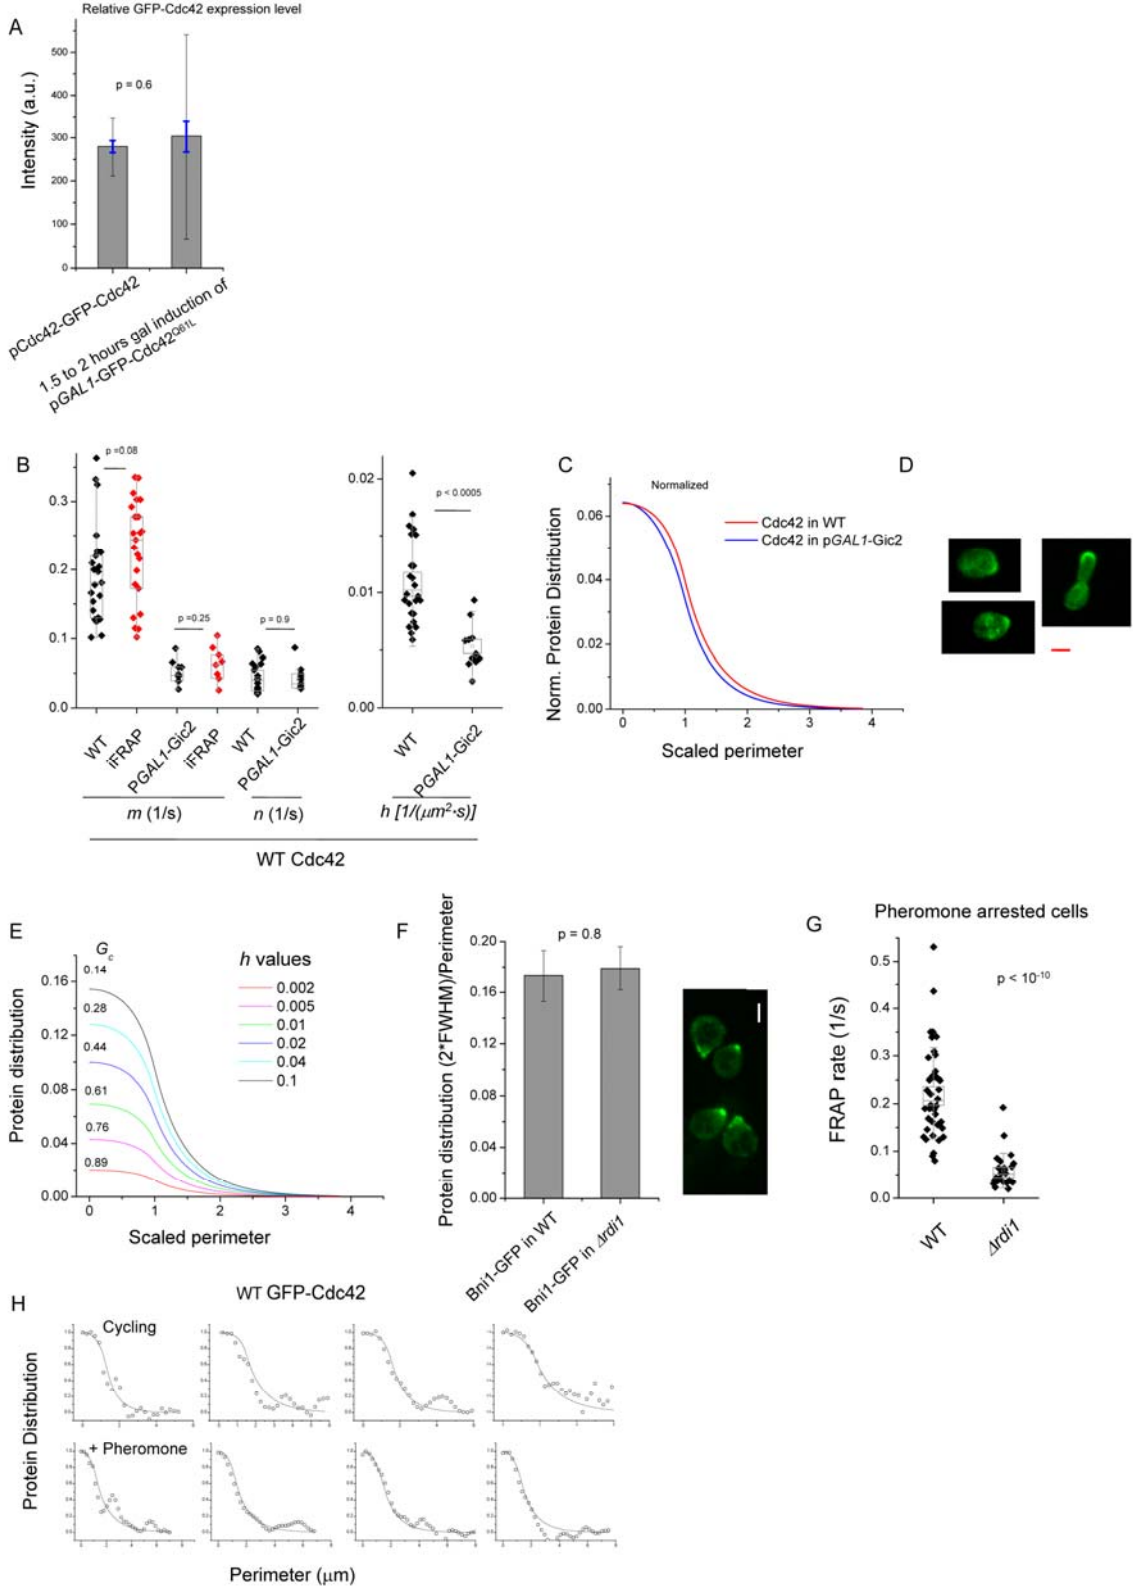 A
Relative GFP-Cdc42 expression level
Intensity (a.u.)
500
400
300
200
100
0
p = 0.6
pCdc42-GFP-Cdc42
1.5 to 2 hours gal induction of
pGAL1-GFP-Cdc42Q61L
B
0.3
0.2
0.1
0.0
p =0.08
p =0.25
p = 0.9
WT
iFRAP
PGAL1-Gic2
iFRAP
WT
PGAL1-Gic2
m (1/s)
n (1/s)
0.02
0.01
0.00
p < 0.0005
WT
PGAL1-Gic2
h [1/(μm²·s)]
WT Cdc42
C
Normalized
Norm. Protein Distribution
0.06
0.04
0.02
0.00
Cdc42 in WT
Cdc42 in pGAL1-Gic2
0 1 2 3 4
Scaled perimeter
D
E
Protein distribution
0.16
0.12
0.08
0.04
0.00
Gc
0.14
0.28
0.44
0.61
0.76
0.89
h values
0.002
0.005
0.01
0.02
0.04
0.1
0 1 2 3 4
Scaled perimeter
F
Protein distribution (2*FWHM)/Perimeter
0.20
0.16
0.12
0.08
0.04
0.00
p = 0.8
Bni1-GFP in WT
Bni1-GFP in Δrdi1
G
Pheromone arrested cells
FRAP rate (1/s)
0.5
0.4
0.3
0.2
0.1
0.0
p < 10-10
WT
Δrdi1
H
WT GFP-Cdc42
Protein Distribution
Cycling
+ Pheromone
Perimeter (μm)